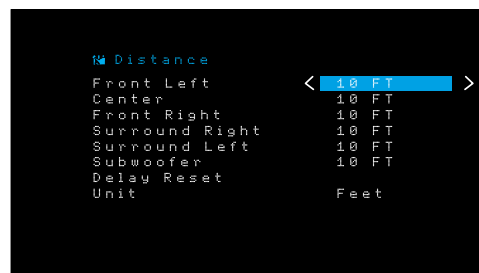 Distance
Front Left < 10 FT >
Center 10 FT
Front Right 10 FT
Surround Right 10 FT
Surround Left 10 FT
Subwoofer 10 FT
Delay Reset
Unit Feet